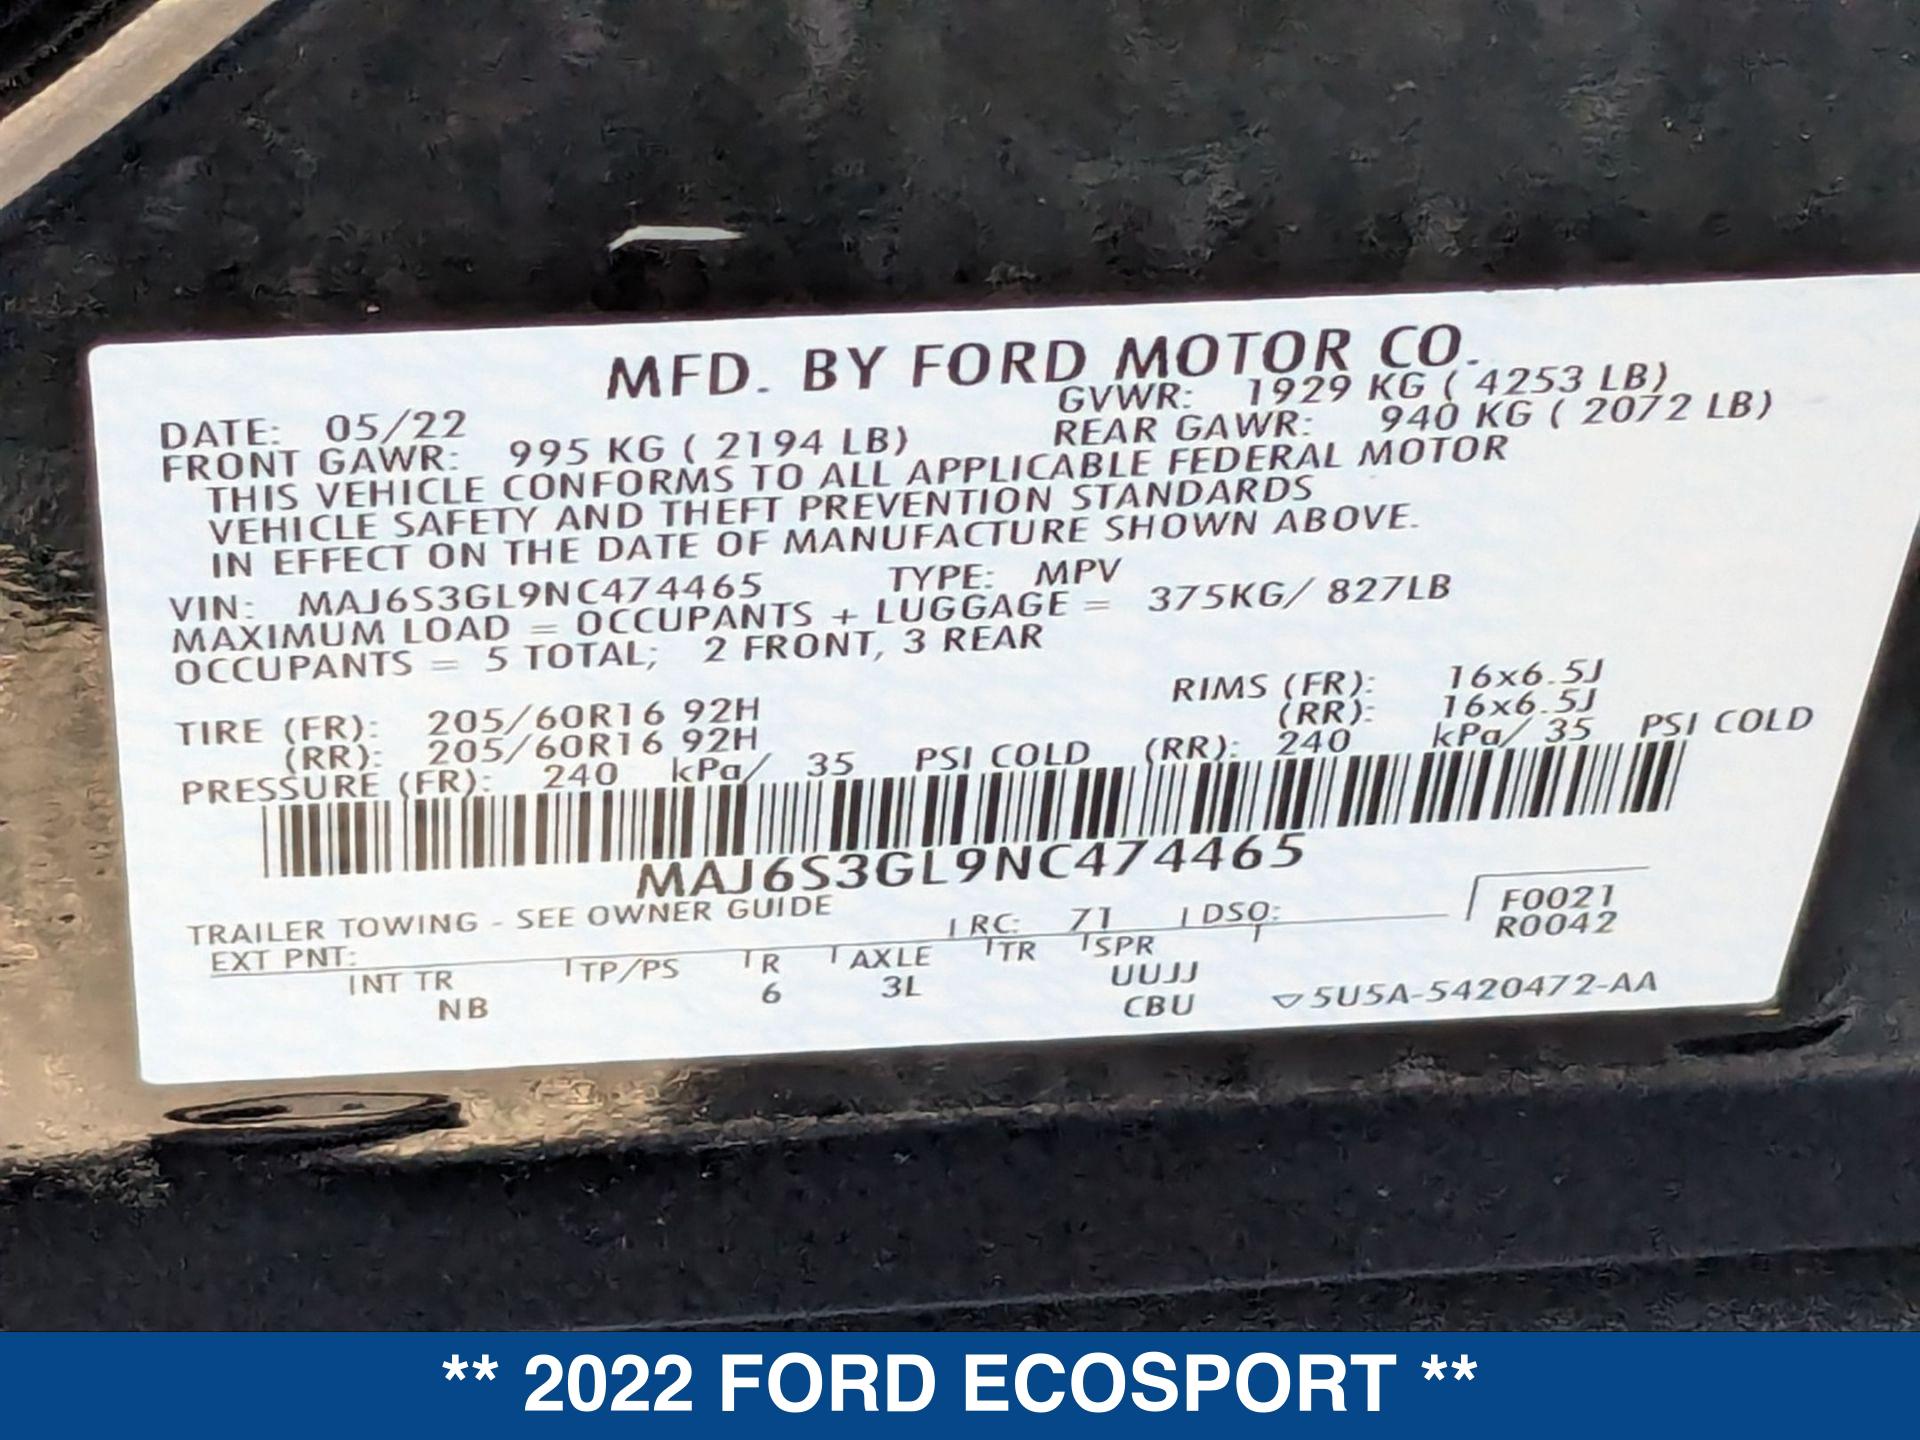 MFD. BY FORD MOTOR CO.
DATE: 05/22 GVWR: 1929 KG ( 4253 LB)
FRONT GAWR: 995 KG ( 2194 LB) REAR GAWR: 940 KG ( 2072 LB)
THIS VEHICLE CONFORMS TO ALL APPLICABLE FEDERAL MOTOR
VEHICLE SAFETY AND THEFT PREVENTION STANDARDS
IN EFFECT ON THE DATE OF MANUFACTURE SHOWN ABOVE.
VIN: MAJ6S3GL9NC474465 TYPE: MPV
MAXIMUM LOAD = OCCUPANTS + LUGGAGE = 375KG/ 827LB
OCCUPANTS = 5 TOTAL; 2 FRONT, 3 REAR
TIRE (FR): 205/60R16 92H RIMS (FR): 16x6.5J
(RR): 205/60R16 92H (RR): 16x6.5J
PRESSURE (FR): 240 kPa/ 35 PSI COLD (RR): 240 kPa/ 35 PSI COLD
MAJ6S3GL9NC474465
TRAILER TOWING - SEE OWNER GUIDE
EXT PNT: RC: 71 DSO: F0021
R0042
INT TR TP/PS R AXLE TR SPR
NB 6 3L UUJJ
CBU ▽5U5A-5420472-AA
** 2022 FORD ECOSPORT **